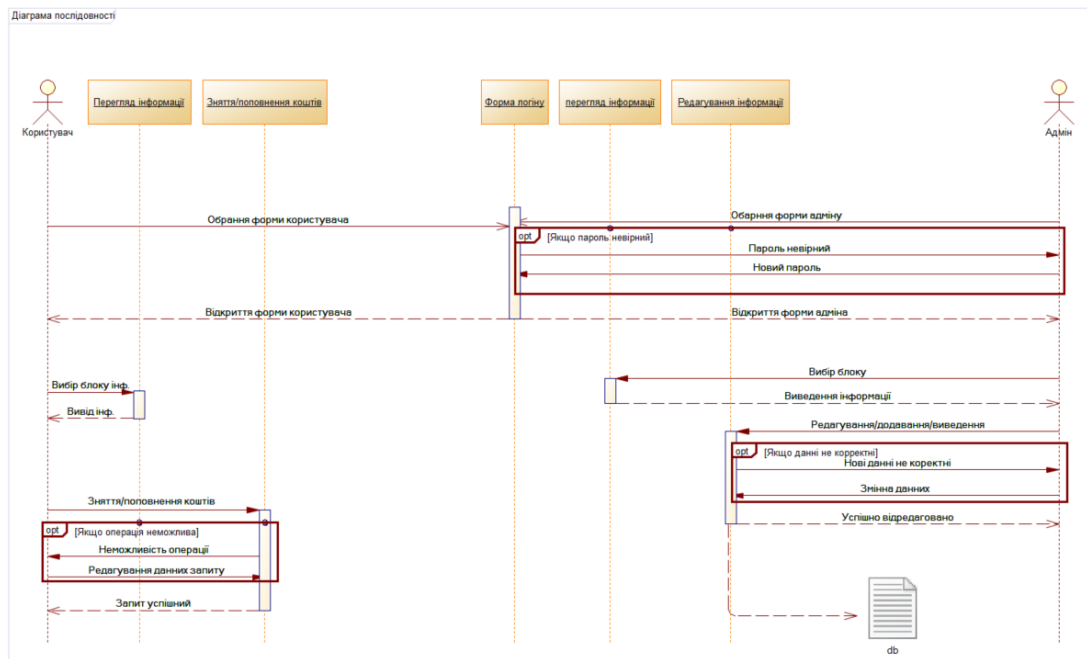 Діаграма послідовності
Користувач
Перегляд інформації
Зняття/поповнення коштів
Форма логіну
перегляд інформації
Редагування інформації
Адмін
Обрання форми користувача
Обарння форми адміну
opt
[Якщо пароль невірний]
Пароль невірний
Новий пароль
Відкриття форми користувача
Відкриття форми адміна
Вибір блоку інф.
Вибір блоку
Вивід інф.
Виведення інформації
Редагування/додавання/виведення
opt
[Якщо данні не корректні]
Нові данні не коректні
Змінна данних
Зняття/поповнення коштів
Успішно відредаговано
opt
[Якщо операція неможлива]
Неможливість операції
Редагування данних запиту
Запит успішний
db